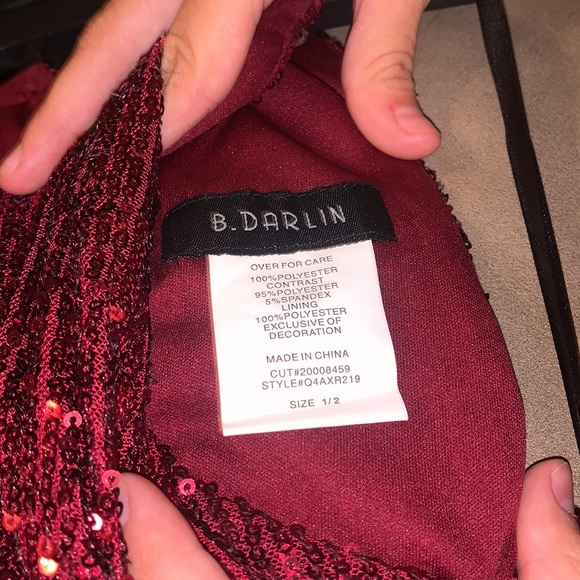 B.DARLIN
OVER FOR CARE
100%POLYESTER
CONTRAST
95%POLYESTER
5%SPANDEX
LINING
100%POLYESTER
EXCLUSIVE OF
DECORATION
MADE IN CHINA
CUT#20008459
STYLE#Q4AXR219
SIZE 1/2